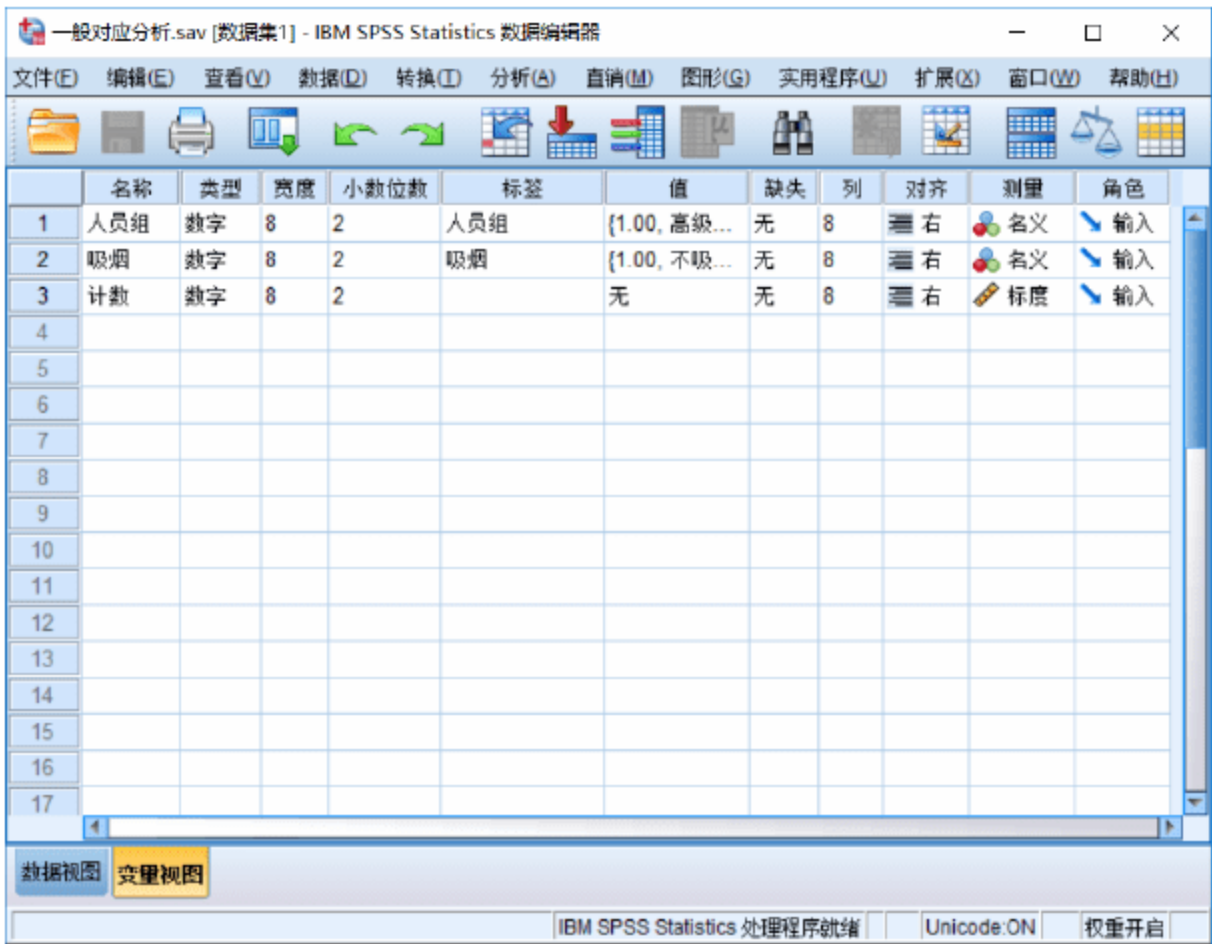 一般对应分析.sav [数据集1] - IBM SPSS Statistics 数据编辑器
文件(F) 编辑(E) 查看(V) 数据(D) 转换(T) 分析(A) 直销(M) 图形(G) 实用程序(U) 扩展(X) 窗口(W) 帮助(H)
名称 类型 宽度 小数位数 标签 值 缺失 列 对齐 测量 角色
1 人员组 数字 8 2 人员组 {1.00, 高级... 无 8 右 名义 输入
2 吸烟 数字 8 2 吸烟 {1.00, 不吸... 无 8 右 名义 输入
3 计数 数字 8 2 无 无 8 右 标度 输入
4
5
6
7
8
9
10
11
12
13
14
15
16
17
数据视图 变量视图
IBM SPSS Statistics 处理程序就绪 Unicode:ON 权重开启